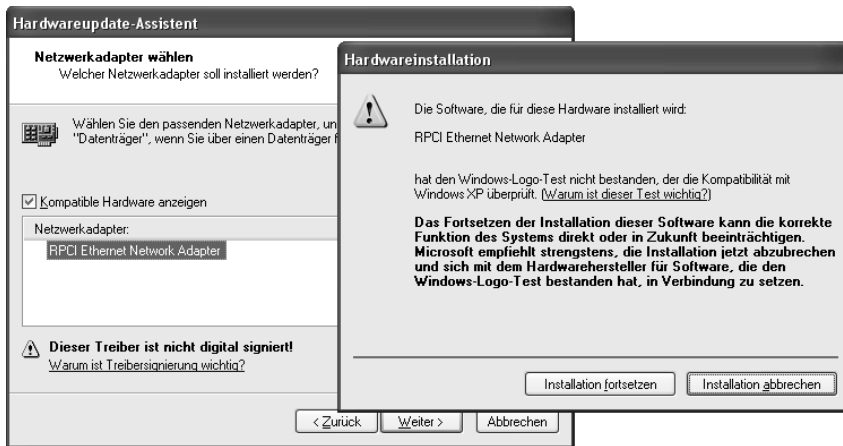 Hardwareupdate-Assistent
Netzwerkadapter wählen
Welcher Netzwerkadapter soll installiert werden?
Wählen Sie den passenden Netzwerkadapter, un
"Datenträger", wenn Sie über einen Datenträger f
Kompatible Hardware anzeigen
Netzwerkadapter:
RPCI Ethernet Network Adapter
Dieser Treiber ist nicht digital signiert!
Warum ist Treibersignierung wichtig?
< Zurück
Weiter >
Abbrechen
Hardwareinstallation
Die Software, die für diese Hardware installiert wird:
RPCI Ethernet Network Adapter
hat den Windows-Logo-Test nicht bestanden, der die Kompatibilität mit
Windows XP überprüft. (Warum ist dieser Test wichtig?)
Das Fortsetzen der Installation dieser Software kann die korrekte
Funktion des Systems direkt oder in Zukunft beeinträchtigen.
Microsoft empfiehlt strengstens, die Installation jetzt abzubrechen
und sich mit dem Hardwarehersteller für Software, die den
Windows-Logo-Test bestanden hat, in Verbindung zu setzen.
Installation fortsetzen
Installation abbrechen